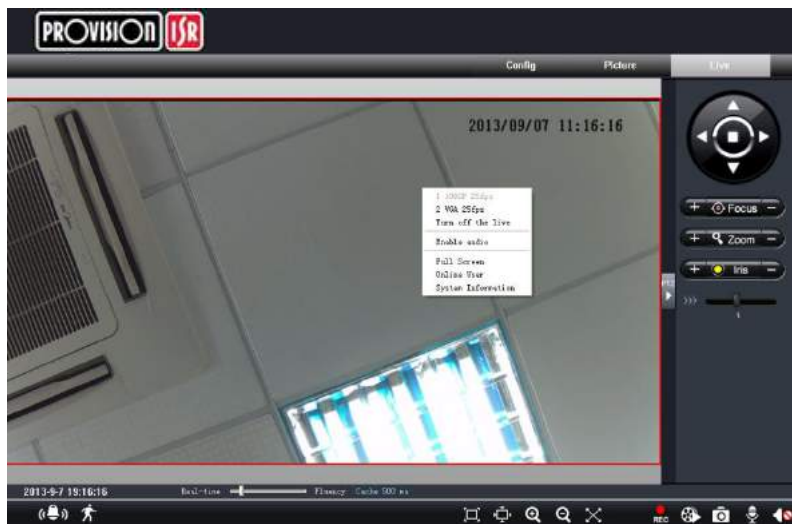 PROVISION ISR
Config Picture Live
2013/09/07 11:16:16
1 1080P 25fps
2 VGA 25fps
Turn off the live
Enable audio
Full Screen
Online User
System Information
+ Focus -
+ Zoom -
+ Iris -
PTZ
>>> 4
2013-9-7 19:16:16 Real-time Fluency Cache 500 ms
REC